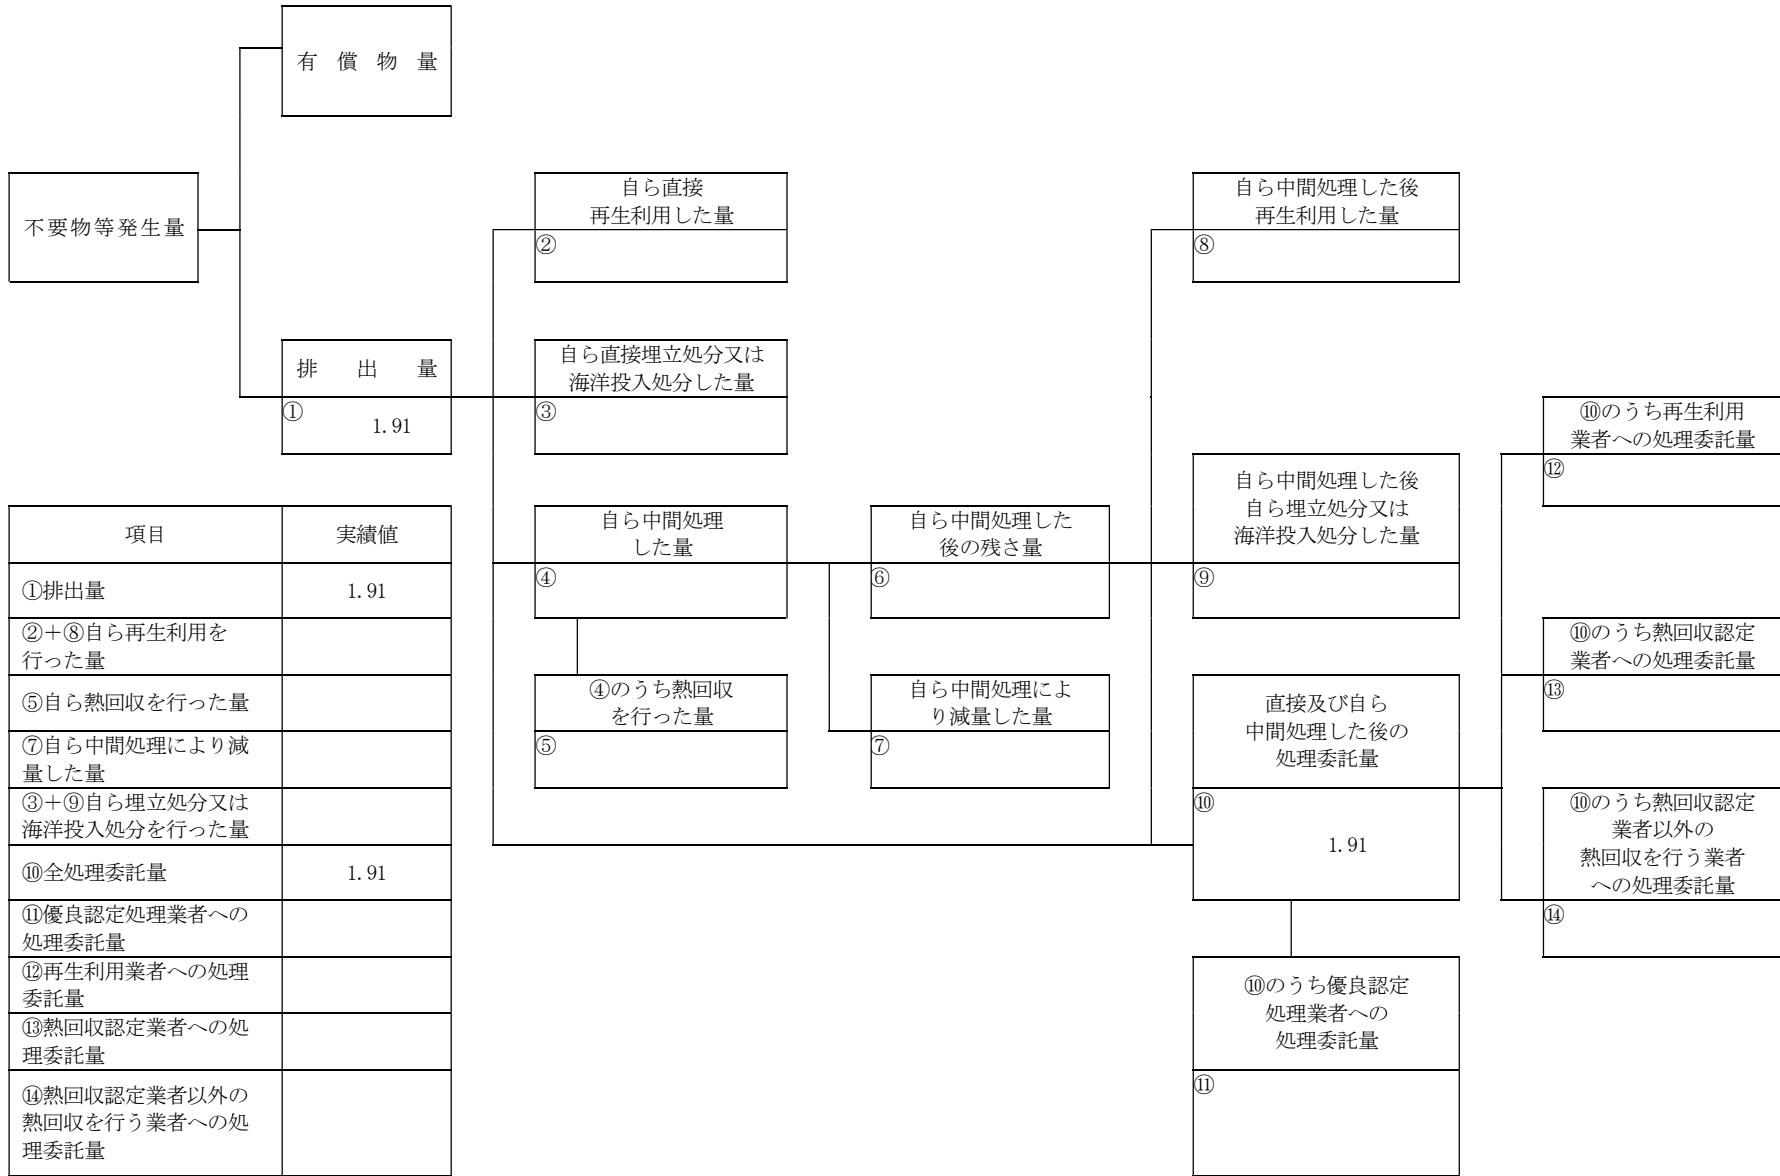 有償物量
不要物等発生量
排出量
①
1.91
自ら直接
再生利用した量
②
自ら直接埋立処分又は
海洋投入処分した量
③
自ら中間処理
した量
④
④のうち熱回収
を行った量
⑤
自ら中間処理した
後の残さ量
⑥
自ら中間処理によ
り減量した量
⑦
自ら中間処理した後
再生利用した量
⑧
自ら中間処理した後
自ら埋立処分又は
海洋投入処分した量
⑨
直接及び自ら
中間処理した後の
処理委託量
⑩
1.91
⑩のうち優良認定
処理業者への
処理委託量
⑪
⑩のうち再生利用
業者への処理委託量
⑫
⑩のうち熱回収認定
業者への処理委託量
⑬
⑩のうち熱回収認定
業者以外の
熱回収を行う業者
への処理委託量
⑭
項目 実績値
①排出量 1.91
②+⑧自ら再生利用を
行った量
⑤自ら熱回収を行った量
⑦自ら中間処理により減
量した量
③+⑨自ら埋立処分又は
海洋投入処分を行った量
⑩全処理委託量 1.91
⑪優良認定処理業者への
処理委託量
⑫再生利用業者への処理
委託量
⑬熱回収認定業者への処
理委託量
⑭熱回収認定業者以外の
熱回収を行う業者への処
理委託量